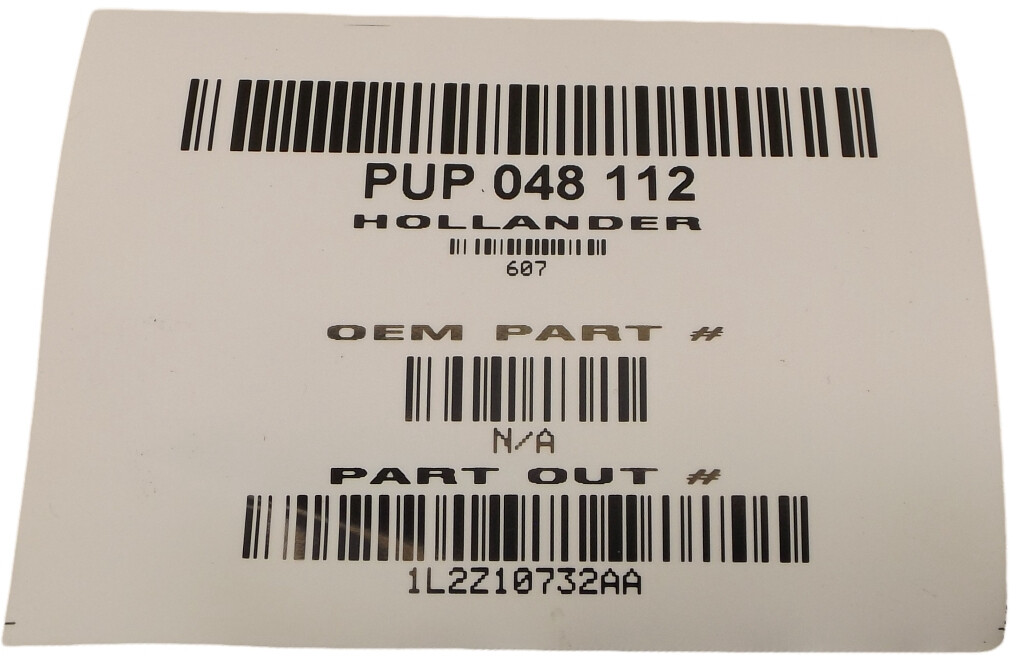 PUP 048 112
HOLLANDER
607
OEM PART #
N/A
PART OUT #
1L2Z10732AA